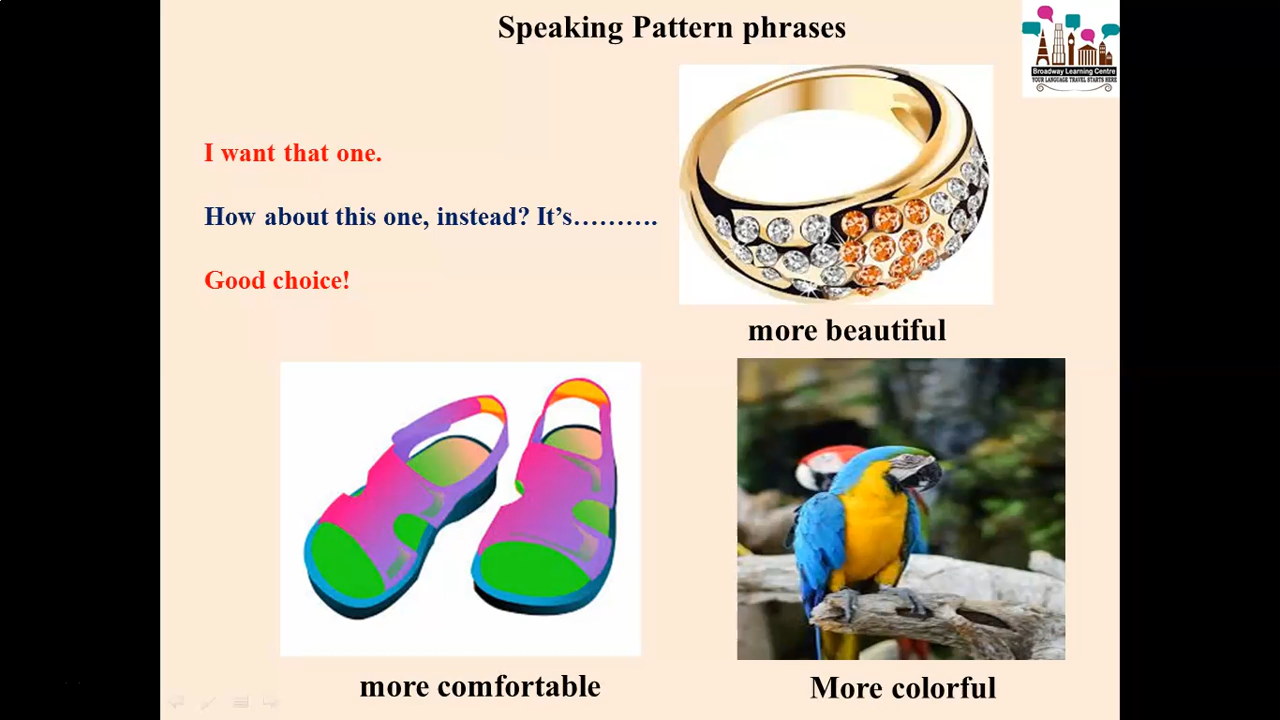 Speaking Pattern phrases
Broadway Learning Centre
YOUR LANGUAGE TRAVEL STARTS HERE
I want that one.
How about this one, instead? It’s……….
Good choice!
more beautiful
more comfortable
More colorful